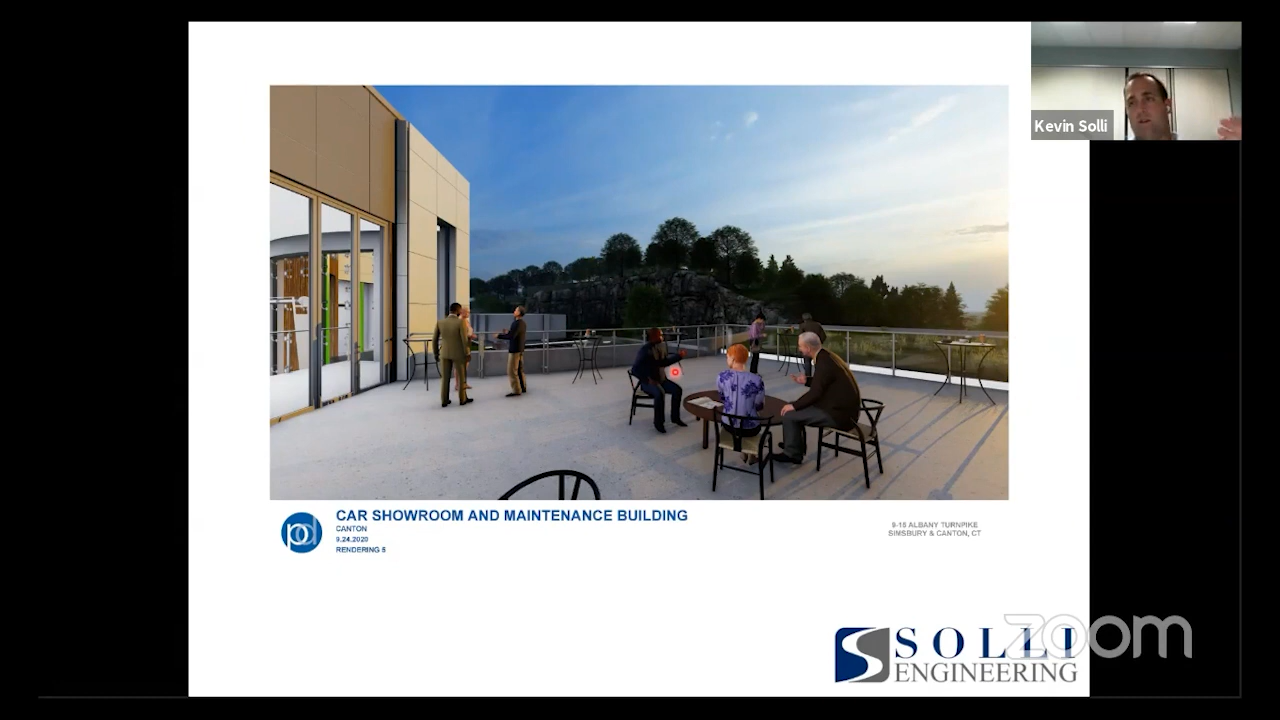 Kevin Solli
CAR SHOWROOM AND MAINTENANCE BUILDING
CANTON
9.24.2020
RENDERING 5
9-15 ALBANY TURNPIKE
SIMSBURY & CANTON, CT
pd
SOLLI
ENGINEERING
zoom